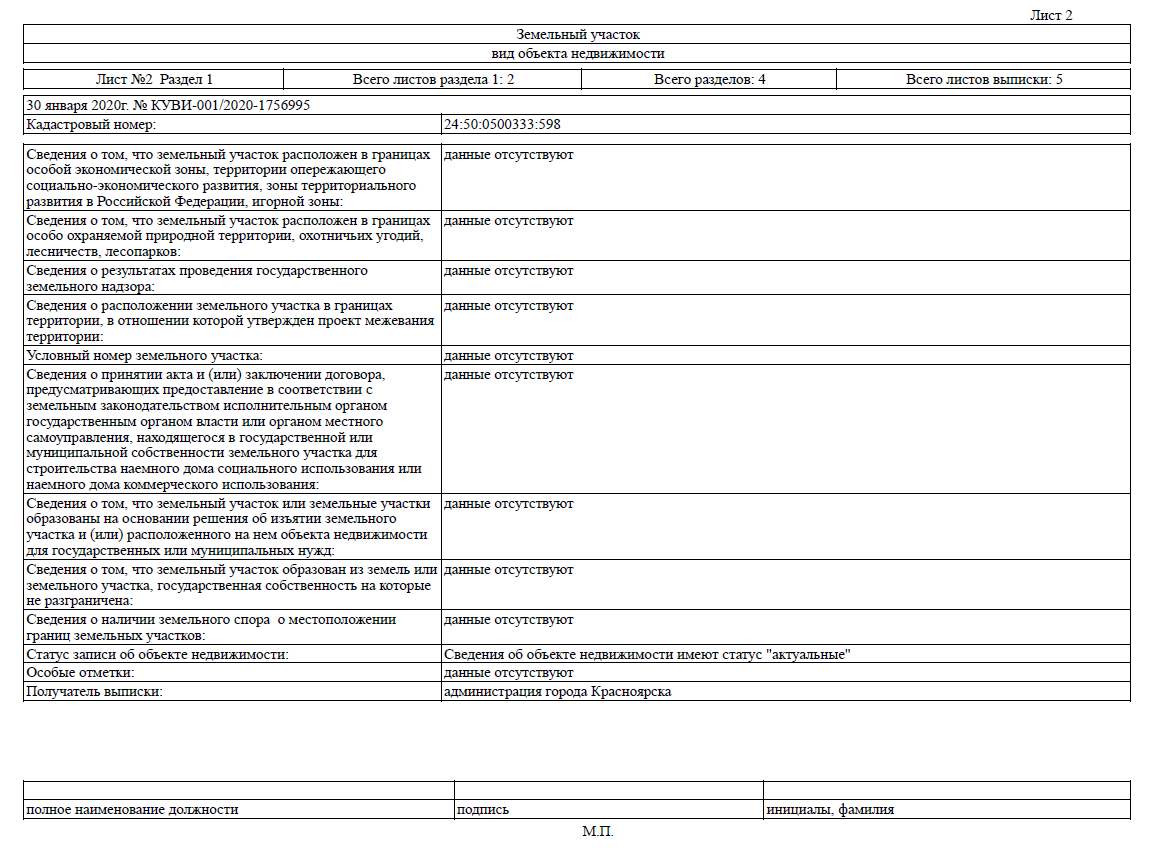 Лист 2
Земельный участок
вид объекта недвижимости
Лист №2 Раздел 1
Всего листов раздела 1: 2
Всего разделов: 4
Всего листов выписки: 5
30 января 2020г. № КУВИ-001/2020-1756995
Кадастровый номер:
24:50:0500333:598
Сведения о том, что земельный участок расположен в границах
особой экономической зоны, территории опережающего
социально-экономического развития, зоны территориального
развития в Российской Федерации, игорной зоны:
данные отсутствуют
Сведения о том, что земельный участок расположен в границах
особо охраняемой природной территории, охотничьих угодий,
лесничеств, лесопарков:
данные отсутствуют
Сведения о результатах проведения государственного
земельного надзора:
данные отсутствуют
Сведения о расположении земельного участка в границах
территории, в отношении которой утвержден проект межевания
территории:
данные отсутствуют
Условный номер земельного участка:
данные отсутствуют
Сведения о принятии акта и (или) заключении договора,
предусматривающих предоставление в соответствии с
земельным законодательством исполнительным органом
государственным органом власти или органом местного
самоуправления, находящегося в государственной или
муниципальной собственности земельного участка для
строительства наемного дома социального использования или
наемного дома коммерческого использования:
данные отсутствуют
Сведения о том, что земельный участок или земельные участки
образованы на основании решения об изъятии земельного
участка и (или) расположенного на нем объекта недвижимости
для государственных или муниципальных нужд:
данные отсутствуют
Сведения о том, что земельный участок образован из земель или
земельного участка, государственная собственность на которые
не разграничена:
данные отсутствуют
Сведения о наличии земельного спора о местоположении
границ земельных участков:
данные отсутствуют
Статус записи об объекте недвижимости:
Сведения об объекте недвижимости имеют статус "актуальные"
Особые отметки:
данные отсутствуют
Получатель выписки:
администрация города Красноярска
полное наименование должности
подпись
инициалы, фамилия
М.П.